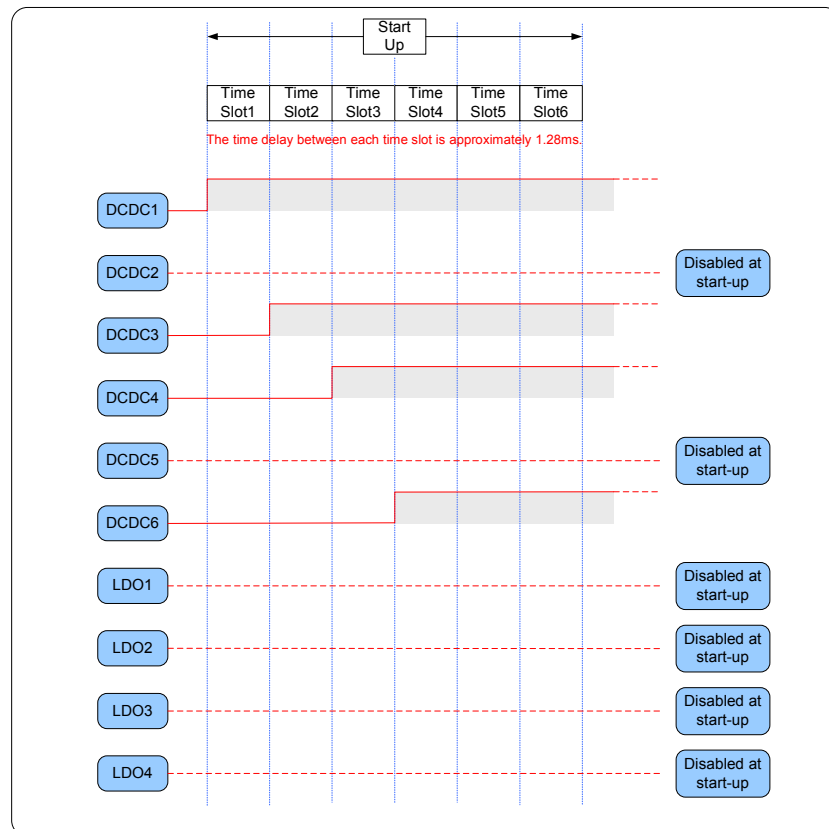 Start
Up
Time
Slot1
Time
Slot2
Time
Slot3
Time
Slot4
Time
Slot5
Time
Slot6
The time delay between each time slot is approximately 1.28ms.
DCDC1
DCDC2
Disabled at
start-up
DCDC3
DCDC4
DCDC5
Disabled at
start-up
DCDC6
LDO1
Disabled at
start-up
LDO2
Disabled at
start-up
LDO3
Disabled at
start-up
LDO4
Disabled at
start-up